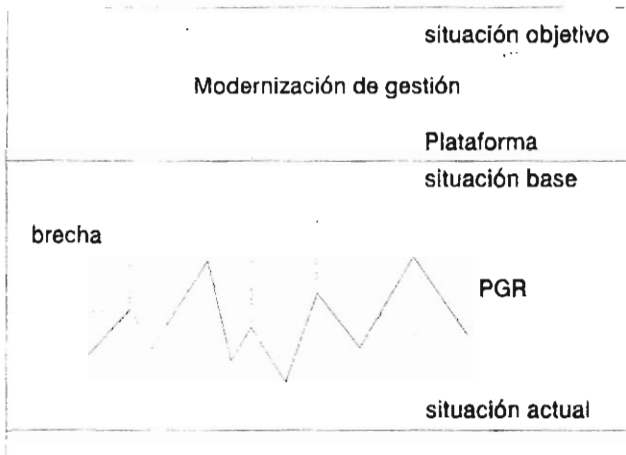 situación objetivo
Modernización de gestión
Plataforma
situación base
brecha
PGR
situación actual